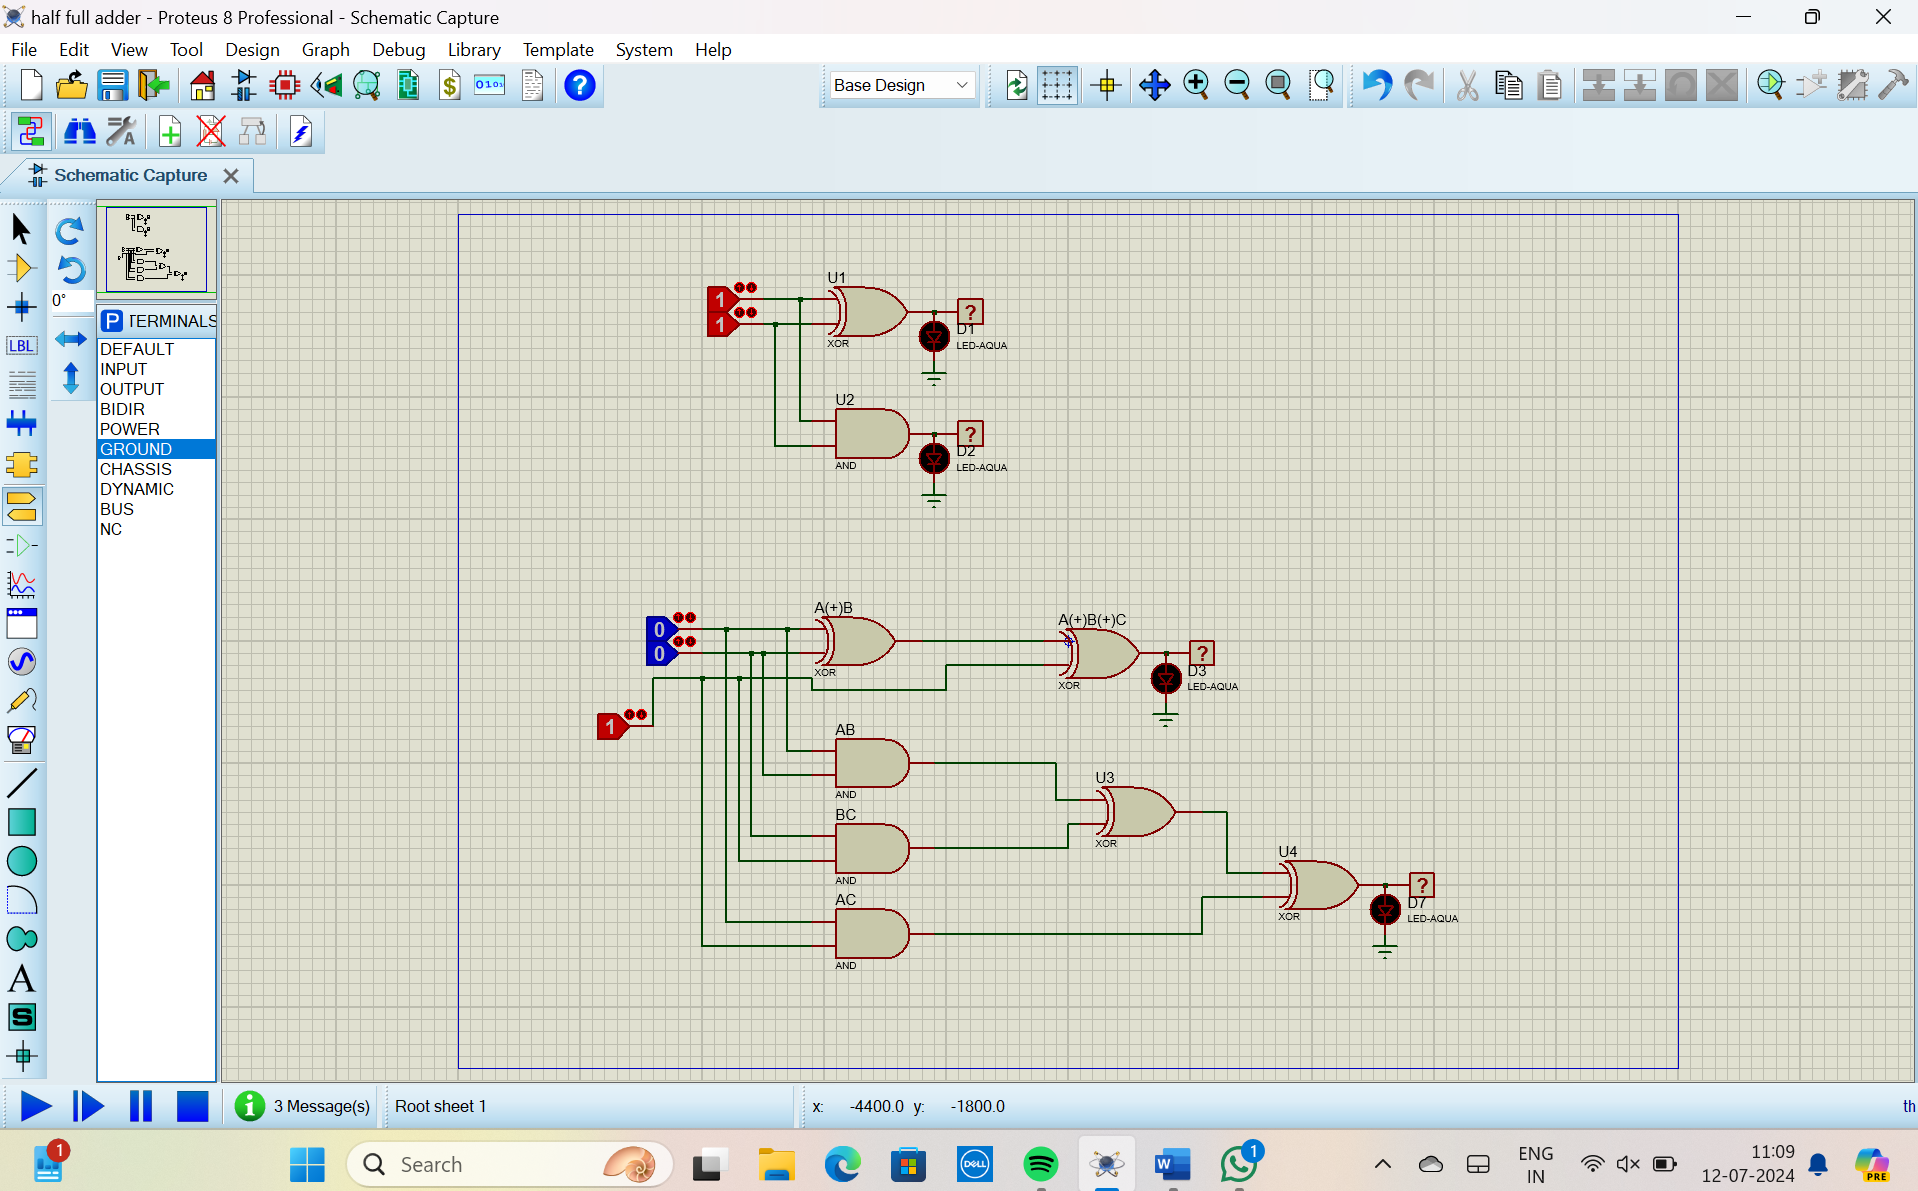 half full adder - Proteus 8 Professional - Schematic Capture
File Edit View Tool Design Graph Debug Library Template System Help
Base Design
Schematic Capture
0°
P TERMINALS
LBL
DEFAULT
INPUT
OUTPUT
BIDIR
POWER
GROUND
CHASSIS
DYNAMIC
BUS
NC
A
S
U1
1
1
XOR
?
D1
LED-AQUA
U2
AND
?
D2
LED-AQUA
0
0
1
A(+)B
XOR
A(+)B(+)C
XOR
?
D3
LED-AQUA
AB
AND
BC
AND
AC
AND
U3
XOR
U4
XOR
?
D7
LED-AQUA
3 Message(s) Root sheet 1 x: -4400.0 y: -1800.0 th
1
Search
DELL
W
1
ENG
IN
11:09
12-07-2024
PRE